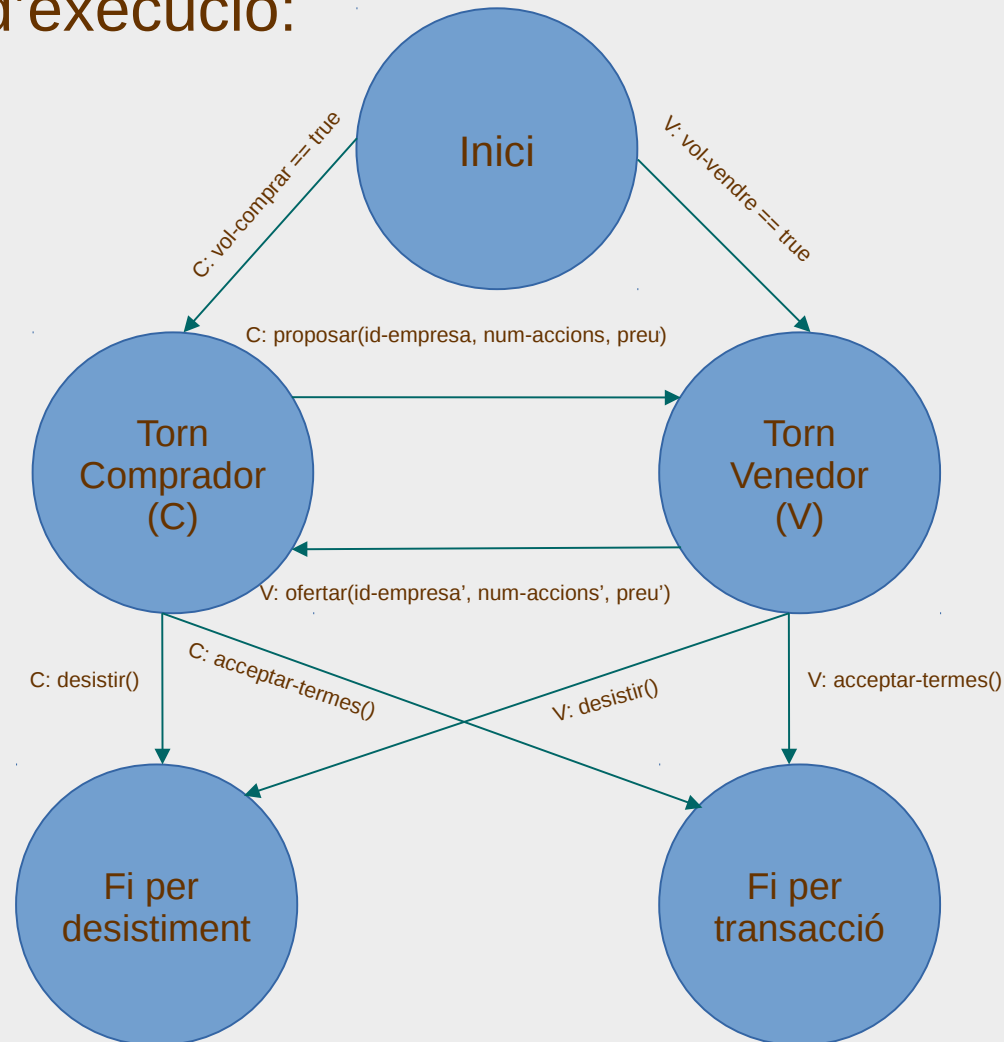 d'execució:
Inici
C: vol-comprar == true
V: vol-vendre == true
C: proposar(id-empresa, num-accions, preu)
Torn
Comprador
(C)
Torn
Venedor
(V)
V: ofertar(id-empresa’, num-accions’, preu’)
C: desistir()
C: acceptar-termes()
V: desistir()
V: acceptar-termes()
Fi per
desistiment
Fi per
transacció